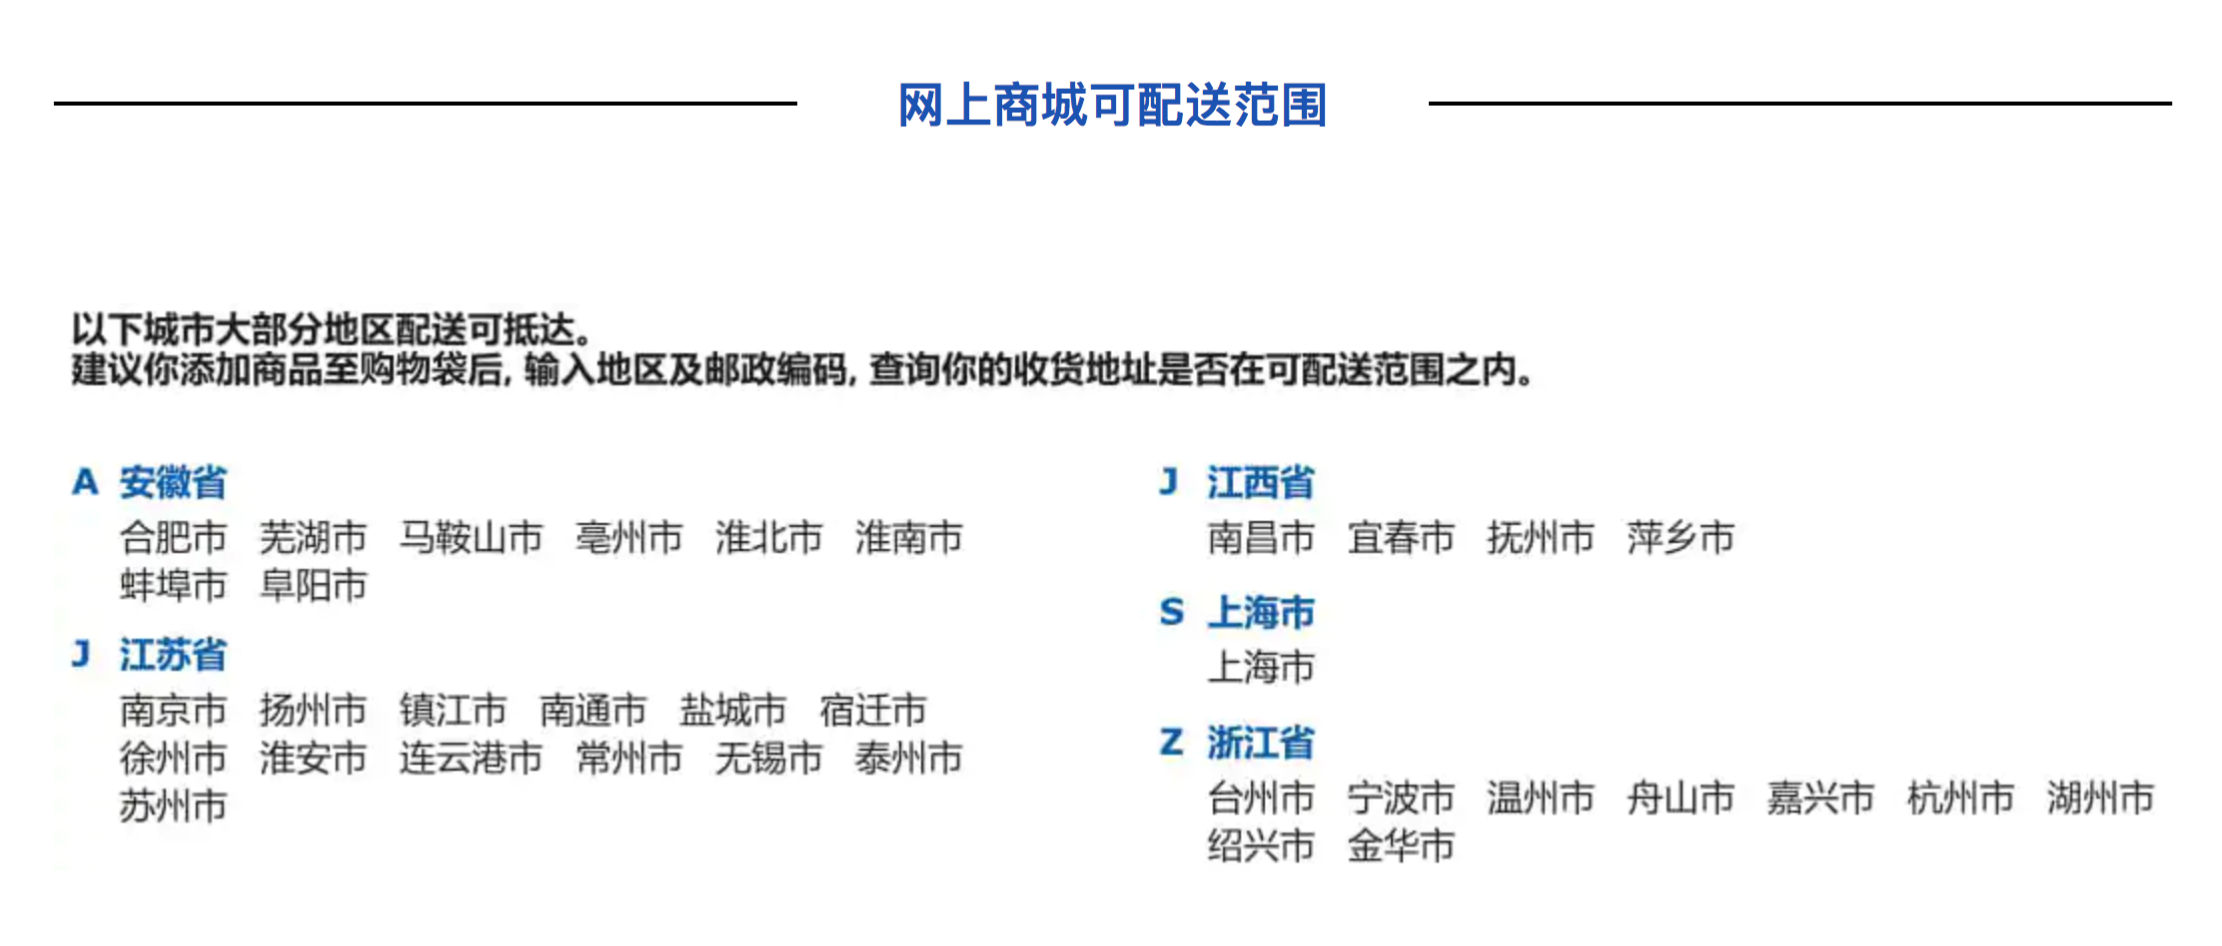 网上商城可配送范围
以下城市大部分地区配送可抵达。
建议你添加商品至购物袋后, 输入地区及邮政编码, 查询你的收货地址是否在可配送范围之内。
A 安徽省
合肥市 芜湖市 马鞍山市 亳州市 淮北市 淮南市
蚌埠市 阜阳市
J 江苏省
南京市 扬州市 镇江市 南通市 盐城市 宿迁市
徐州市 淮安市 连云港市 常州市 无锡市 泰州市
苏州市
J 江西省
南昌市 宜春市 抚州市 萍乡市
S 上海市
上海市
Z 浙江省
台州市 宁波市 温州市 舟山市 嘉兴市 杭州市 湖州市
绍兴市 金华市